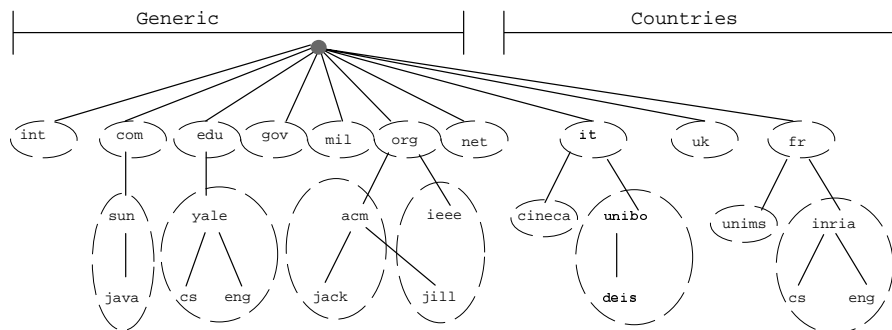 Generic Countries
int com edu gov mil org net it uk fr
sun yale acm ieee cineca unibo unims inria
java cs eng jack jill deis cs eng